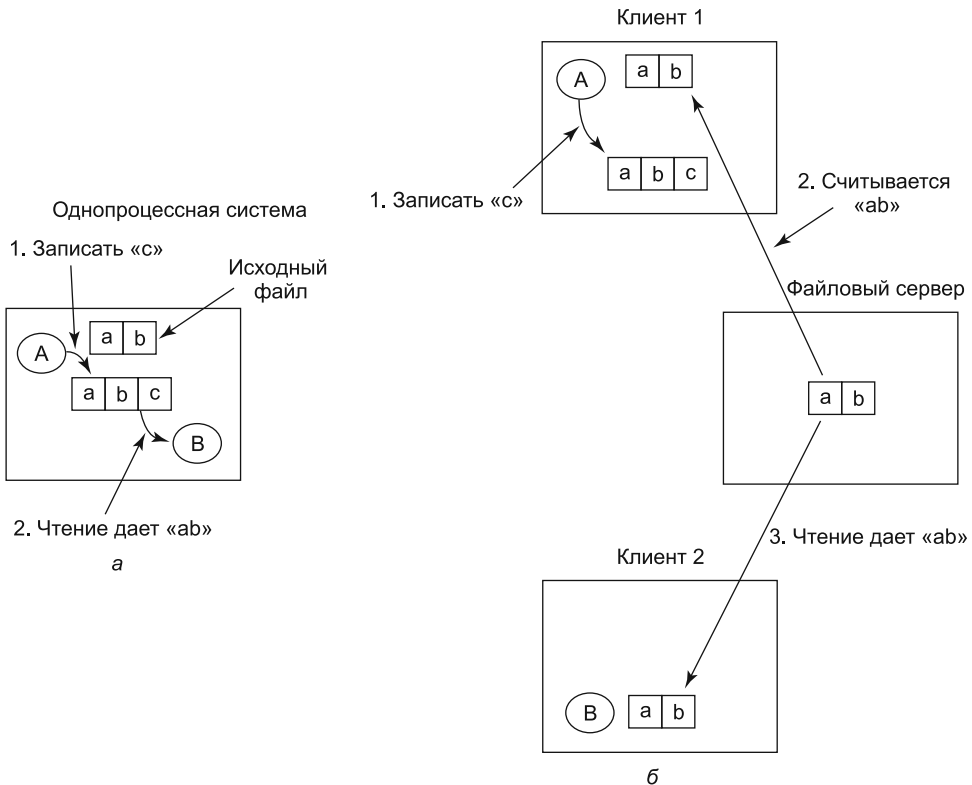 Однопроцессная система
1. Записать «с»
Исходный
файл
A
a b
a b c
B
2. Чтение дает «ab»
а
Клиент 1
A
a b
a b c
1. Записать «с»
2. Считывается
«ab»
Файловый сервер
a b
3. Чтение дает «ab»
Клиент 2
B
a b
б